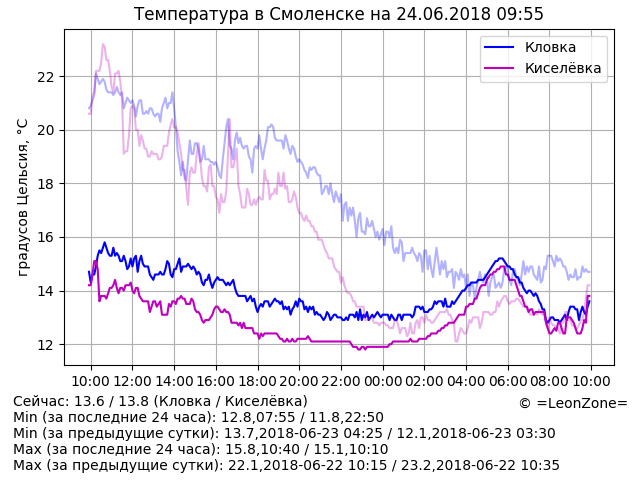 Температура в Смоленске на 24.06.2018 09:55
Кловка
Киселёвка
градусов Цельсия, °C
22
20
18
16
14
12
10:00 12:00 14:00 16:00 18:00 20:00 22:00 00:00 02:00 04:00 06:00 08:00 10:00
Сейчас: 13.6 / 13.8 (Кловка / Киселёвка)
© =LeonZone=
Min (за последние 24 часа): 12.8,07:55 / 11.8,22:50
Min (за предыдущие сутки): 13.7,2018-06-23 04:25 / 12.1,2018-06-23 03:30
Max (за последние 24 часа): 15.8,10:40 / 15.1,10:10
Max (за предыдущие сутки): 22.1,2018-06-22 10:15 / 23.2,2018-06-22 10:35